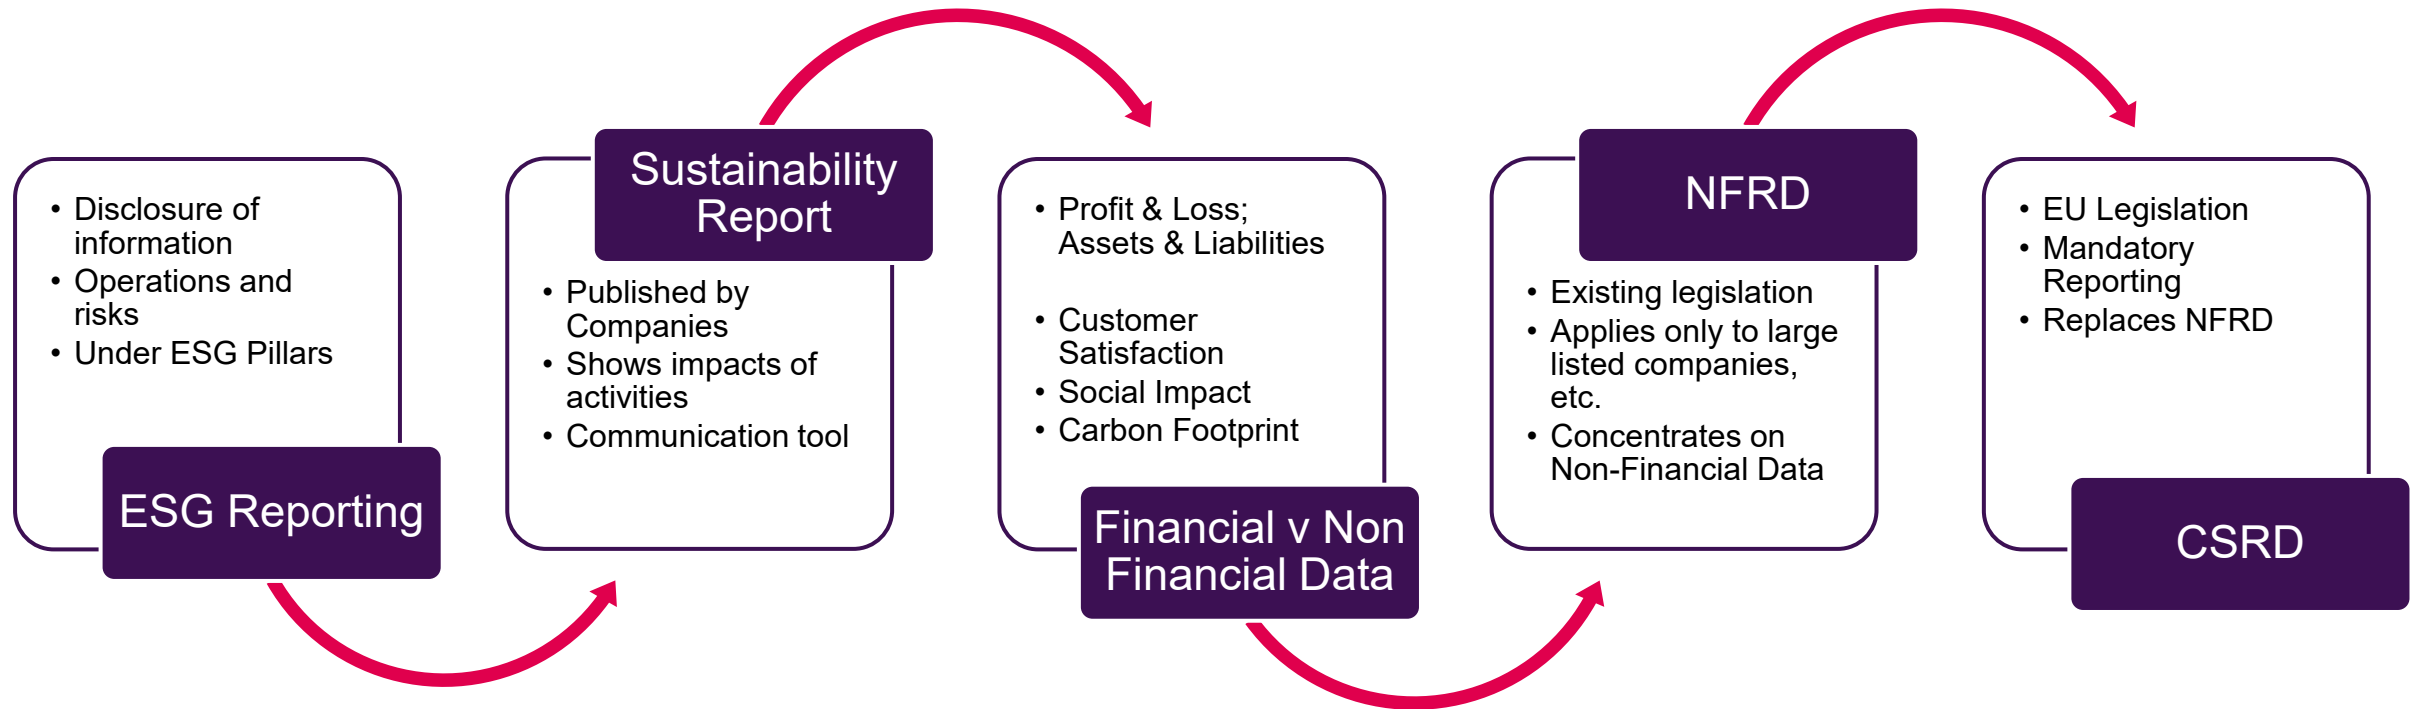 • Disclosure of
information
• Operations and
risks
• Under ESG Pillars
ESG Reporting
Sustainability
Report
• Published by
Companies
• Shows impacts of
activities
• Communication tool
• Profit & Loss;
Assets & Liabilities
• Customer
Satisfaction
• Social Impact
• Carbon Footprint
Financial v Non
Financial Data
NFRD
• Existing legislation
• Applies only to large
listed companies,
etc.
• Concentrates on
Non-Financial Data
• EU Legislation
• Mandatory
Reporting
• Replaces NFRD
CSRD